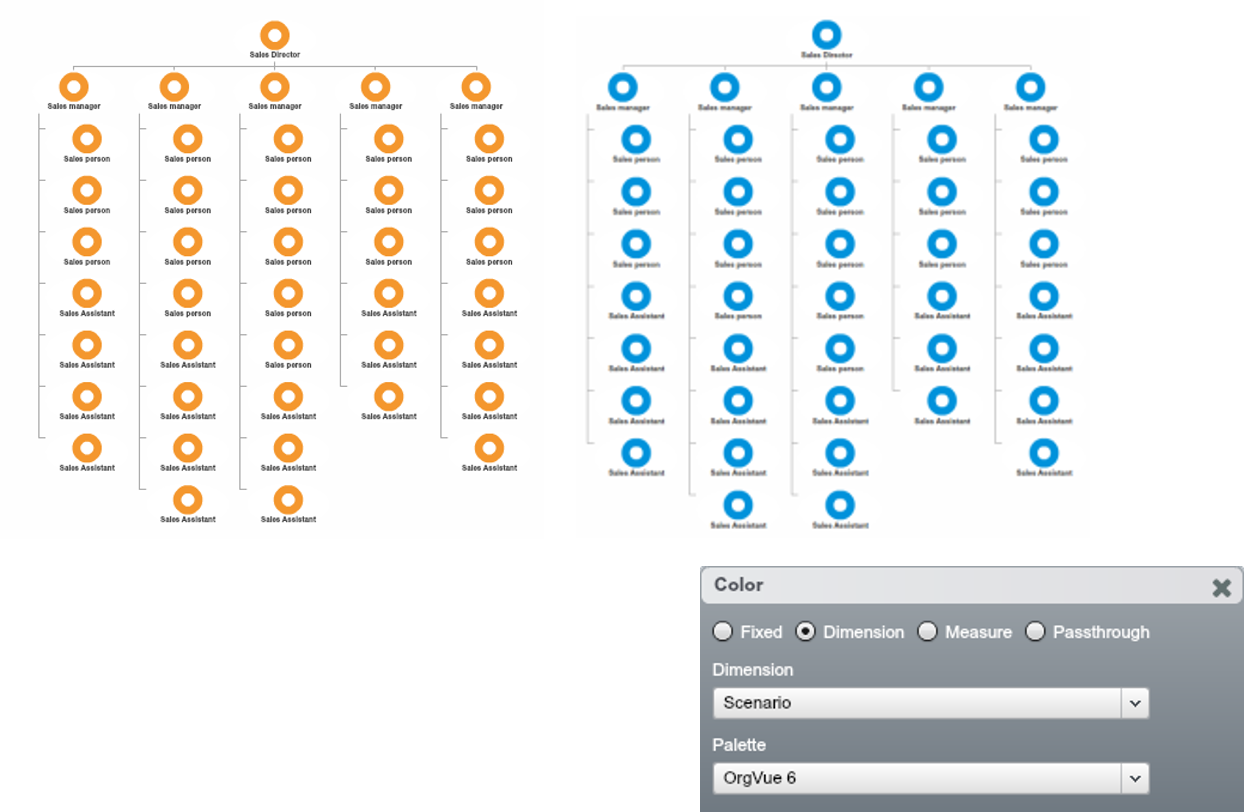 Sales Director
Sales manager Sales manager Sales manager Sales manager Sales manager
Sales person Sales person Sales person Sales person Sales person
Sales person Sales person Sales person Sales person Sales person
Sales person Sales person Sales person Sales person Sales person
Sales Assistant Sales person Sales person Sales Assistant Sales Assistant
Sales Assistant Sales Assistant Sales person Sales Assistant Sales Assistant
Sales Assistant Sales Assistant Sales Assistant Sales Assistant Sales Assistant
Sales Assistant Sales Assistant Sales Assistant Sales Assistant
Sales Assistant Sales Assistant
Sales Director
Sales manager Sales manager Sales manager Sales manager Sales manager
Sales person Sales person Sales person Sales person Sales person
Sales person Sales person Sales person Sales person Sales person
Sales person Sales person Sales person Sales person Sales person
Sales Assistant Sales person Sales person Sales Assistant Sales Assistant
Sales Assistant Sales Assistant Sales person Sales Assistant Sales Assistant
Sales Assistant Sales Assistant Sales Assistant Sales Assistant Sales Assistant
Sales Assistant Sales Assistant Sales Assistant Sales Assistant
Sales Assistant Sales Assistant
Color
Fixed Dimension Measure Passthrough
Dimension
Scenario
Palette
OrgVue 6